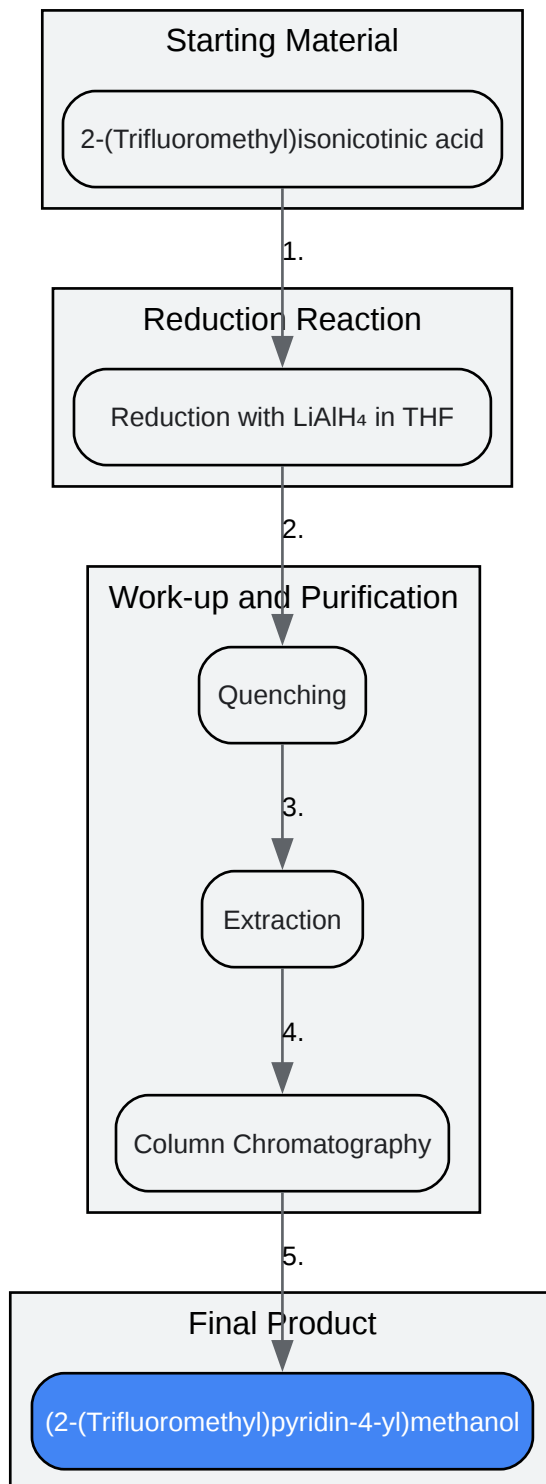 Starting Material
2-(Trifluoromethyl)isonicotinic acid
1.
Reduction Reaction
Reduction with LiAlH₄ in THF
2.
Work-up and Purification
Quenching
3.
Extraction
4.
Column Chromatography
5.
Final Product
(2-(Trifluoromethyl)pyridin-4-yl)methanol